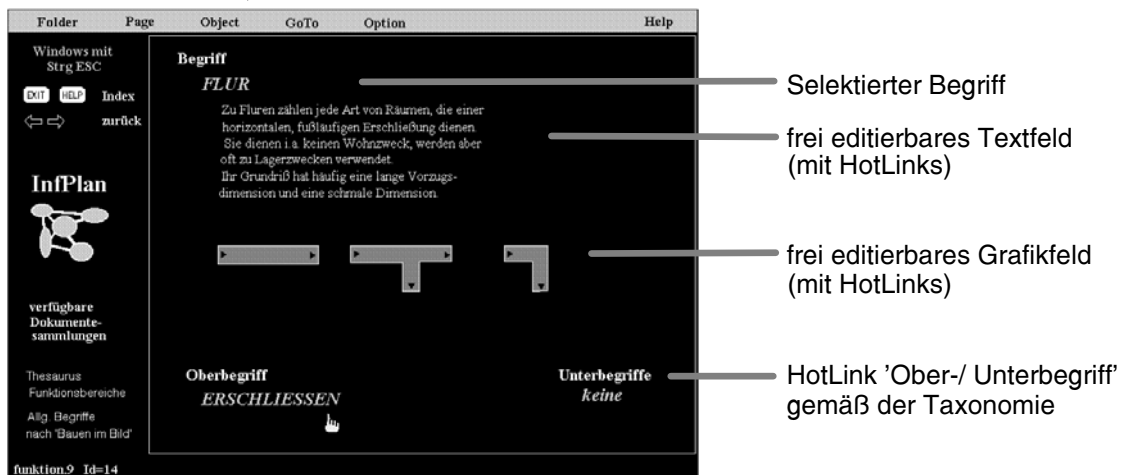 Folder Page Object GoTo Option Help
Windows mit
Strg ESC
EXIT HELP Index
zurück
InfPlan
verfügbare
Dokumente-
sammlungen
Thesaurus
Funktionsbereiche
Allg. Begriffe
nach 'Bauen im Bild'
funktion.9 Id=14
Begriff
FLUR
Zu Fluren zählen jede Art von Räumen, die einer
horizontalen, fußläufigen Erschließung dienen.
Sie dienen i.a. keinen Wohnzweck, werden aber
oft zu Lagerzwecken verwendet.
Ihr Grundriß hat häufig eine lange Vorzugs-
dimension und eine schmale Dimension.
Oberbegriff
ERSCHLIESSEN
Unterbegriffe
keine
Selektierter Begriff
frei editierbares Textfeld
(mit HotLinks)
frei editierbares Grafikfeld
(mit HotLinks)
HotLink 'Ober-/ Unterbegriff'
gemäß der Taxonomie